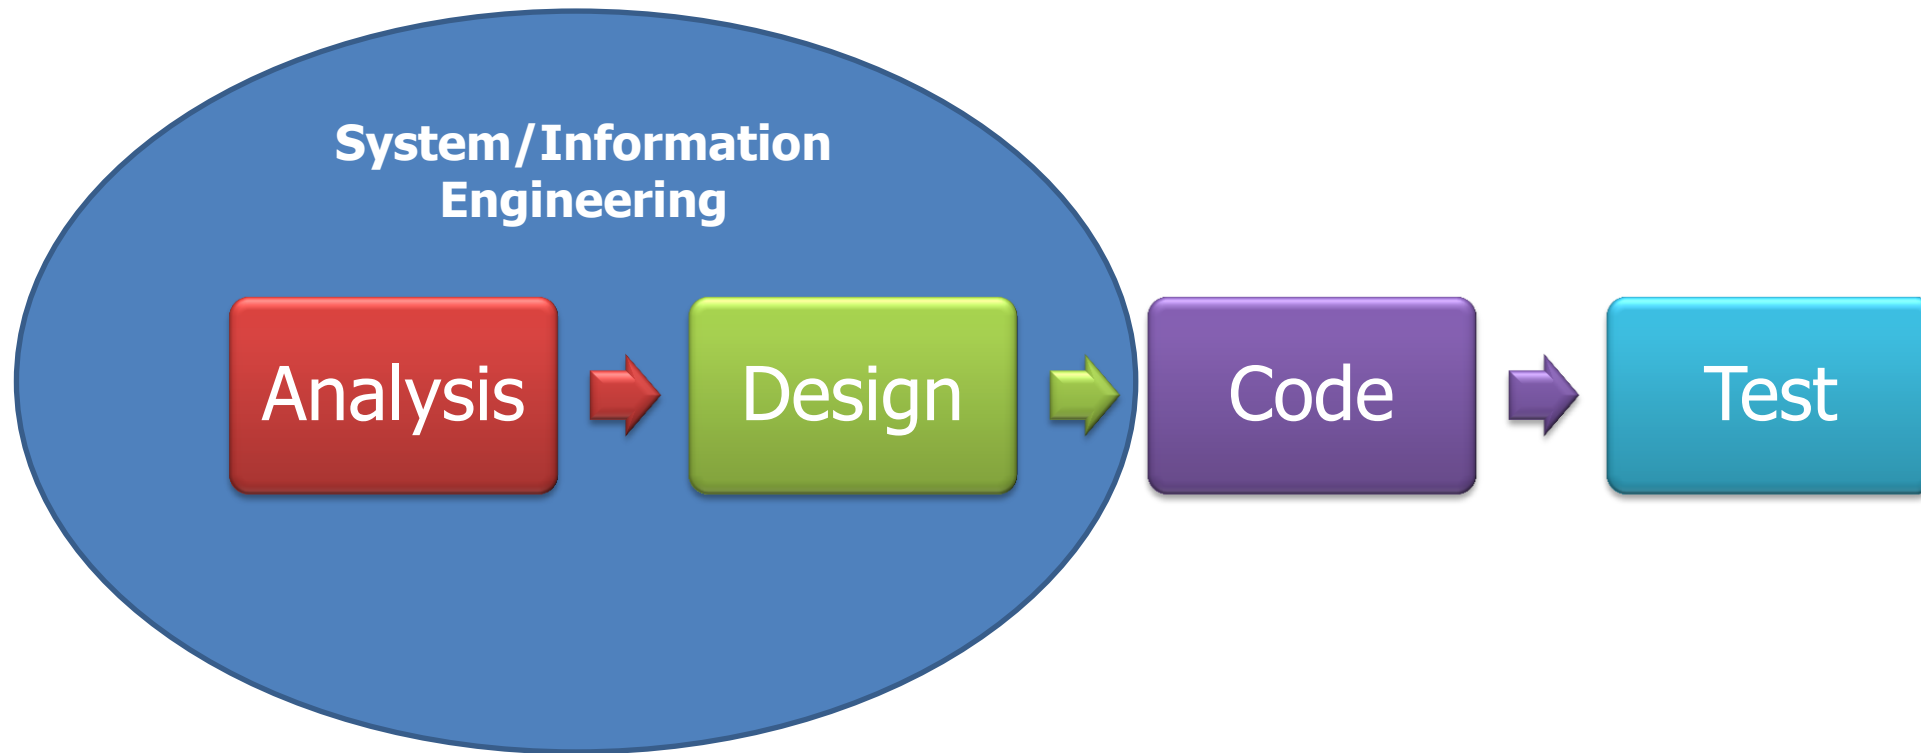 System/Information
Engineering
Analysis
Design
Code
Test